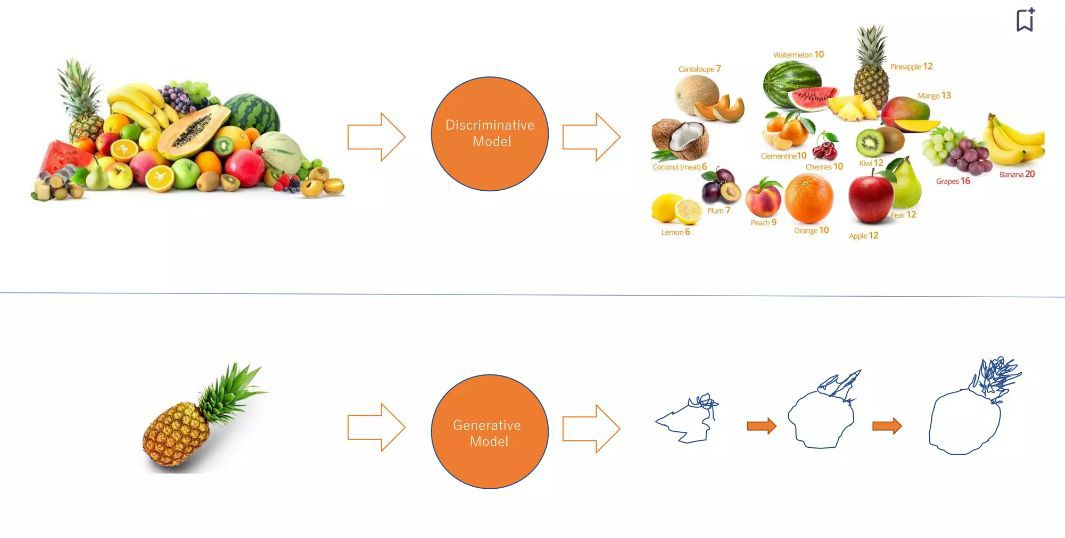 Discriminative
Model
Cantaloupe 7
Watermelon 10
Pineapple 12
Mango 13
Coconut (meat) 6
Clementine 10
Cherries 10
Kiwi 12
Grapes 16
Banana 20
Lemon 6
Plum 7
Peach 9
Orange 10
Apple 12
Pear 12
Generative
Model